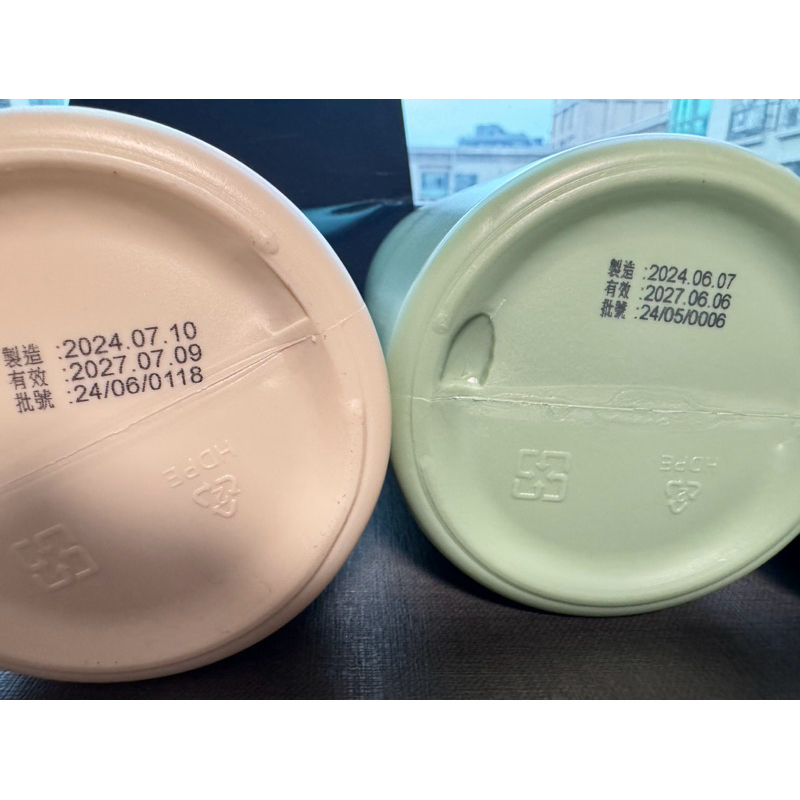 製造 :2024.07.10
有效 :2027.07.09
批號 :24/06/0118
HDPE
製造 :2024.06.07
有效 :2027.06.06
批號 :24/05/0006
HDPE